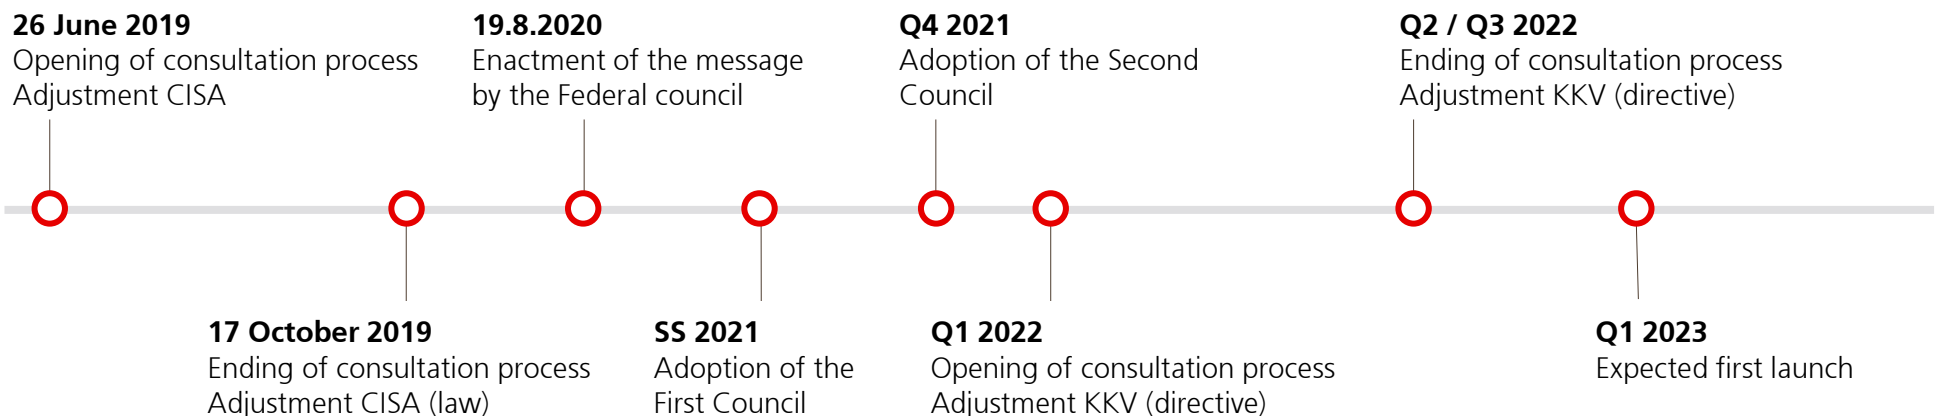 26 June 2019
Opening of consultation process
Adjustment CISA
19.8.2020
Enactment of the message
by the Federal council
Q4 2021
Adoption of the Second
Council
Q2 / Q3 2022
Ending of consultation process
Adjustment KKV (directive)
17 October 2019
Ending of consultation process
Adjustment CISA (law)
SS 2021
Adoption of the
First Council
Q1 2022
Opening of consultation process
Adjustment KKV (directive)
Q1 2023
Expected first launch